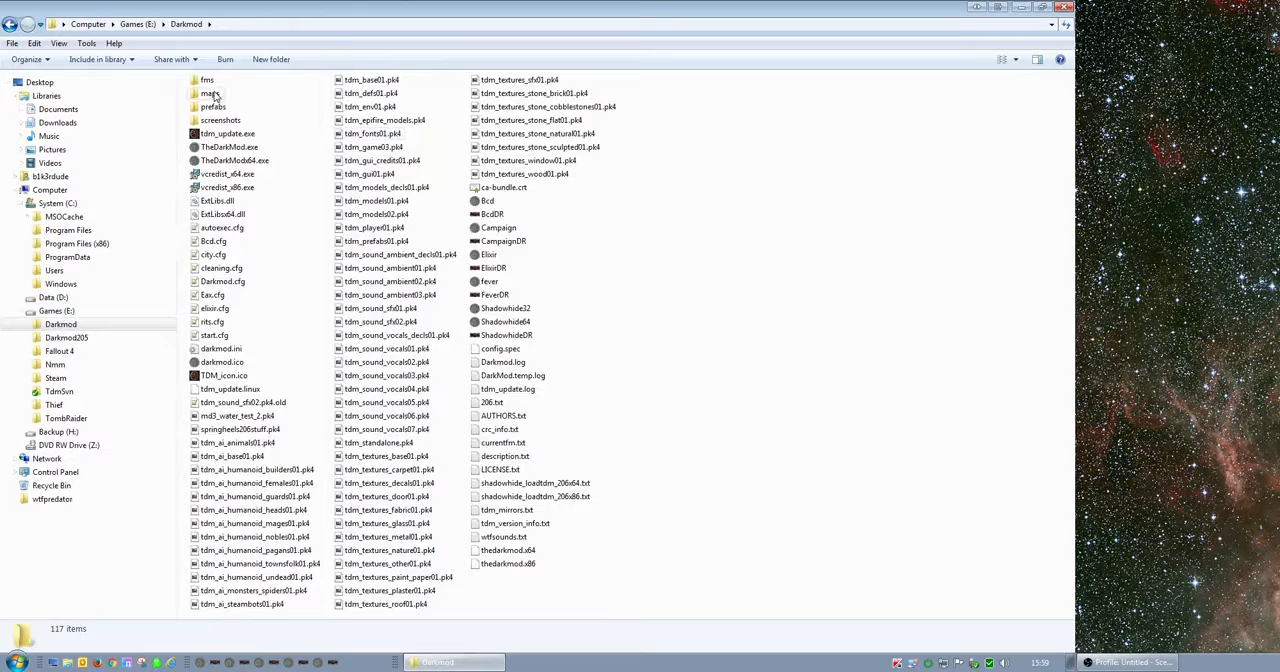 Computer
Games (E:)
Darkmod
File
Edit
View
Tools
Help
Organize
Include in library
Share with
Burn
New folder
Desktop
Libraries
Documents
Downloads
Music
Pictures
Videos
b1k3rdude
Computer
System (C:)
MSOCache
Program Files
Program Files (x86)
ProgramData
Users
Windows
Data (D:)
Games (E:)
Darkmod
Darkmod205
Fallout 4
Nmm
Steam
TdmSvn
Thief
TombRaider
Backup (H:)
DVD RW Drive (Z:)
Network
Control Panel
Recycle Bin
wtfpredator
fms
maps
prefabs
screenshots
tdm_update.exe
TheDarkMod.exe
TheDarkModx64.exe
vcredist_x64.exe
vcredist_x86.exe
ExtLibs.dll
ExtLibsx64.dll
autoexec.cfg
Bcd.cfg
city.cfg
cleaning.cfg
Darkmod.cfg
Eax.cfg
elixir.cfg
rits.cfg
start.cfg
darkmod.ini
darkmod.ico
TDM_icon.ico
tdm_update.linux
tdm_sound_sfx02.pk4.old
md3_water_test_2.pk4
springheels206stuff.pk4
tdm_ai_animals01.pk4
tdm_ai_base01.pk4
tdm_ai_humanoid_builders01.pk4
tdm_ai_humanoid_females01.pk4
tdm_ai_humanoid_guards01.pk4
tdm_ai_humanoid_heads01.pk4
tdm_ai_humanoid_mages01.pk4
tdm_ai_humanoid_nobles01.pk4
tdm_ai_humanoid_pagans01.pk4
tdm_ai_humanoid_townsfolk01.pk4
tdm_ai_humanoid_undead01.pk4
tdm_ai_monsters_spiders01.pk4
tdm_ai_steambots01.pk4
tdm_base01.pk4
tdm_defs01.pk4
tdm_env01.pk4
tdm_epifire_models.pk4
tdm_fonts01.pk4
tdm_game03.pk4
tdm_gui_credits01.pk4
tdm_gui01.pk4
tdm_models_decls01.pk4
tdm_models01.pk4
tdm_models02.pk4
tdm_player01.pk4
tdm_prefabs01.pk4
tdm_sound_ambient_decls01.pk4
tdm_sound_ambient01.pk4
tdm_sound_ambient02.pk4
tdm_sound_ambient03.pk4
tdm_sound_sfx01.pk4
tdm_sound_sfx02.pk4
tdm_sound_vocals_decls01.pk4
tdm_sound_vocals01.pk4
tdm_sound_vocals02.pk4
tdm_sound_vocals03.pk4
tdm_sound_vocals04.pk4
tdm_sound_vocals05.pk4
tdm_sound_vocals06.pk4
tdm_sound_vocals07.pk4
tdm_standalone.pk4
tdm_textures_base01.pk4
tdm_textures_carpet01.pk4
tdm_textures_decals01.pk4
tdm_textures_door01.pk4
tdm_textures_fabric01.pk4
tdm_textures_glass01.pk4
tdm_textures_metal01.pk4
tdm_textures_nature01.pk4
tdm_textures_other01.pk4
tdm_textures_paint_paper01.pk4
tdm_textures_plaster01.pk4
tdm_textures_roof01.pk4
tdm_textures_sfx01.pk4
tdm_textures_stone_brick01.pk4
tdm_textures_stone_cobblestones01.pk4
tdm_textures_stone_flat01.pk4
tdm_textures_stone_natural01.pk4
tdm_textures_stone_sculpted01.pk4
tdm_textures_window01.pk4
tdm_textures_wood01.pk4
ca-bundle.crt
Bcd
BcdDR
Campaign
CampaignDR
Elixir
ElixirDR
fever
FeverDR
Shadowhide32
Shadowhide64
ShadowhideDR
config.spec
Darkmod.log
DarkMod.temp.log
tdm_update.log
206.txt
AUTHORS.txt
crc_info.txt
currentfm.txt
description.txt
LICENSE.txt
shadowhide_loadtdm_206x64.txt
shadowhide_loadtdm_206x86.txt
tdm_mirrors.txt
tdm_version_info.txt
wtfsounds.txt
thedarkmod.x64
thedarkmod.x86
117 items
Darkmod
15:59
Profile: Untitled - Sce...